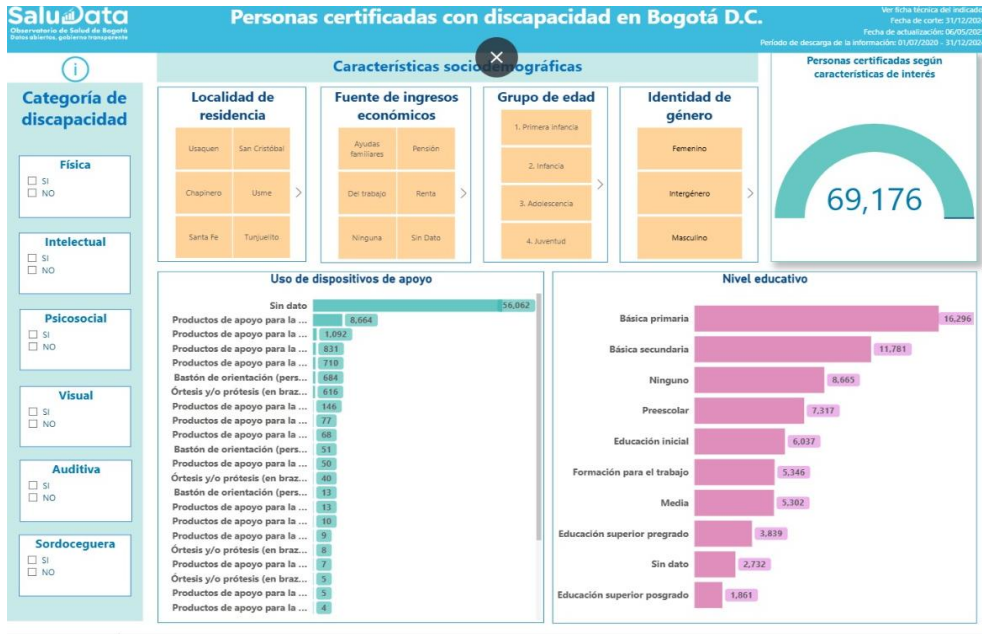 SaluData
Observatorio de Salud de Bogotá
Datos abiertos, gobierno transparente
Personas certificadas con discapacidad en Bogotá D.C.
Ver ficha técnica del indicado
Fecha de corte: 31/12/202
Fecha de actualización: 06/05/202
Período de descarga de la información: 01/07/2020 - 31/12/202
Características sociodemográficas
Personas certificadas según
características de interés
69,176
Categoría de
discapacidad
Física
SI
NO
Intelectual
SI
NO
Psicosocial
SI
NO
Visual
SI
NO
Auditiva
SI
NO
Sordoceguera
SI
NO
Localidad de
residencia
Usaquen
San Cristóbal
Chapinero
Usme
Santa Fe
Tunjuelito
Fuente de ingresos
económicos
Ayudas
familiares
Pensión
Del trabajo
Renta
Ninguna
Sin Dato
Grupo de edad
1. Primera infancia
2. Infancia
3. Adolescencia
4. Juventud
Identidad de
género
Femenino
Intergénero
Masculino
Uso de dispositivos de apoyo
Sin dato 56,062
Productos de apoyo para la ... 8,664
Productos de apoyo para la ... 1,092
Productos de apoyo para la ... 831
Productos de apoyo para la ... 710
Bastón de orientación (pers... 684
Órtesis y/o prótesis (en braz... 616
Productos de apoyo para la ... 146
Productos de apoyo para la ... 77
Productos de apoyo para la ... 68
Bastón de orientación (pers... 51
Productos de apoyo para la ... 50
Órtesis y/o prótesis (en braz... 40
Bastón de orientación (pers... 13
Productos de apoyo para la ... 13
Productos de apoyo para la ... 10
Productos de apoyo para la ... 9
Órtesis y/o prótesis (en braz... 8
Productos de apoyo para la ... 7
Órtesis y/o prótesis (en braz... 5
Productos de apoyo para la ... 5
Productos de apoyo para la ... 4
Nivel educativo
Básica primaria 16,296
Básica secundaria 11,781
Ninguno 8,665
Preescolar 7,317
Educación inicial 6,037
Formación para el trabajo 5,346
Media 5,302
Educación superior pregrado 3,839
Sin dato 2,732
Educación superior posgrado 1,861